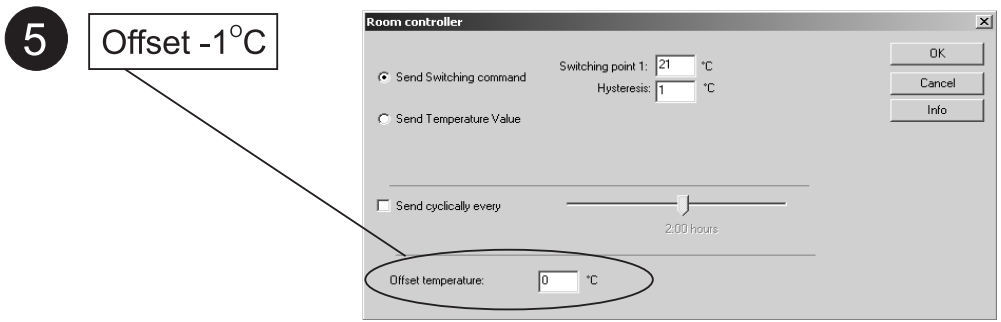 5
Offset -1°C
Room controller
Send Switching command
Switching point 1: 21 °C
Hysteresis: 1 °C
Send Temperature Value
OK
Cancel
Info
Send cyclically every
2:00 hours
Offset temperature: 0 °C